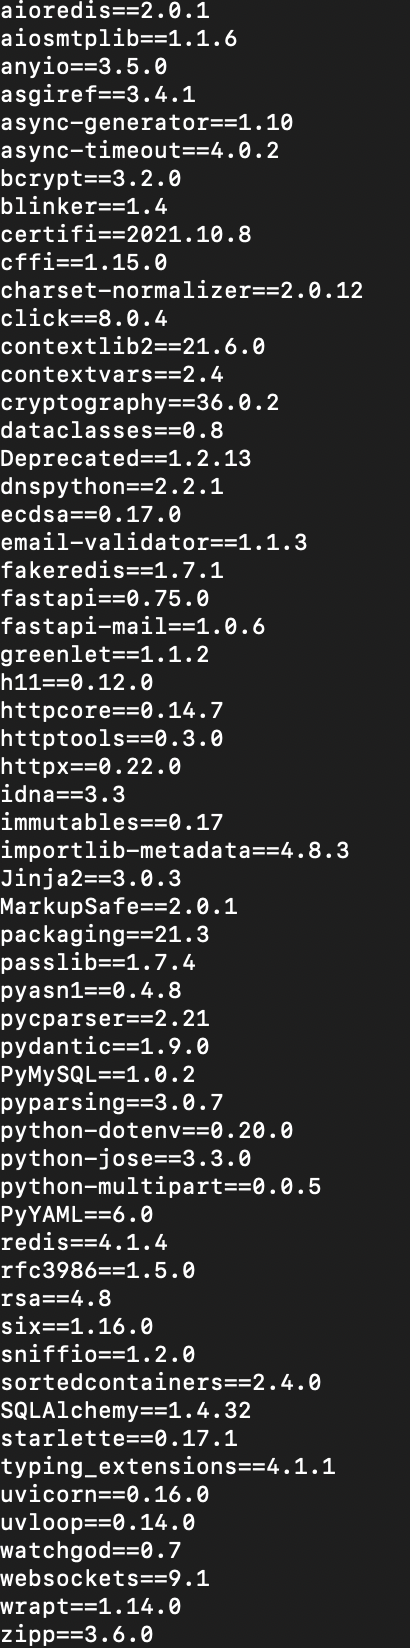 aioredis==2.0.1
aiosmtplib==1.1.6
anyio==3.5.0
asgiref==3.4.1
async-generator==1.10
async-timeout==4.0.2
bcrypt==3.2.0
blinker==1.4
certifi==2021.10.8
cffi==1.15.0
charset-normalizer==2.0.12
click==8.0.4
contextlib2==21.6.0
contextvars==2.4
cryptography==36.0.2
dataclasses==0.8
Deprecated==1.2.13
dnspython==2.2.1
ecdsa==0.17.0
email-validator==1.1.3
fakeredis==1.7.1
fastapi==0.75.0
fastapi-mail==1.0.6
greenlet==1.1.2
h11==0.12.0
httpcore==0.14.7
httptools==0.3.0
httpx==0.22.0
idna==3.3
immutables==0.17
importlib-metadata==4.8.3
Jinja2==3.0.3
MarkupSafe==2.0.1
packaging==21.3
passlib==1.7.4
pyasn1==0.4.8
pycparser==2.21
pydantic==1.9.0
PyMySQL==1.0.2
pyparsing==3.0.7
python-dotenv==0.20.0
python-jose==3.3.0
python-multipart==0.0.5
PyYAML==6.0
redis==4.1.4
rfc3986==1.5.0
rsa==4.8
six==1.16.0
sniffio==1.2.0
sortedcontainers==2.4.0
SQLAlchemy==1.4.32
starlette==0.17.1
typing_extensions==4.1.1
uvicorn==0.16.0
uvloop==0.14.0
watchgod==0.7
websockets==9.1
wrapt==1.14.0
zipp==3.6.0